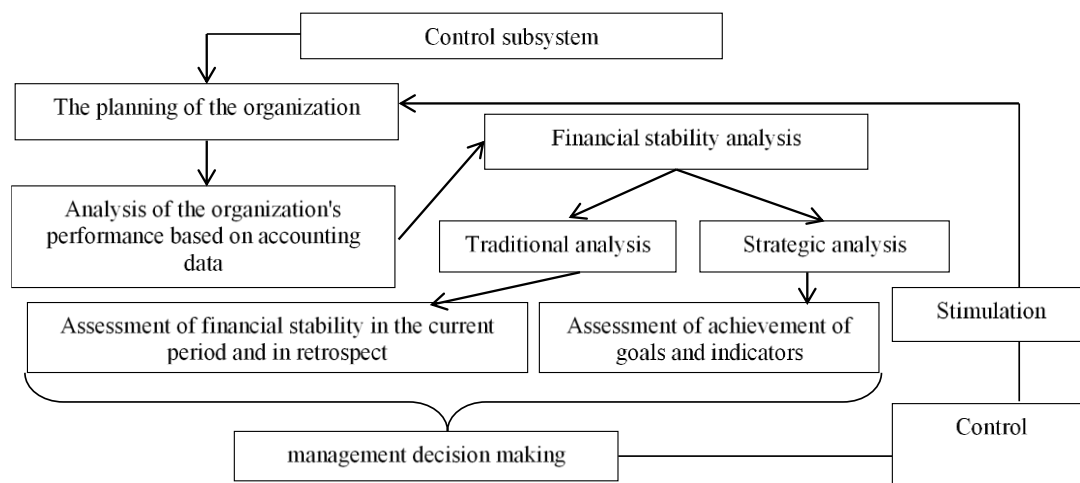 Control subsystem
The planning of the organization
Financial stability analysis
Analysis of the organization's
performance based on accounting
data
Traditional analysis
Strategic analysis
Assessment of financial stability in the current
period and in retrospect
Assessment of achievement of
goals and indicators
Stimulation
Control
management decision making